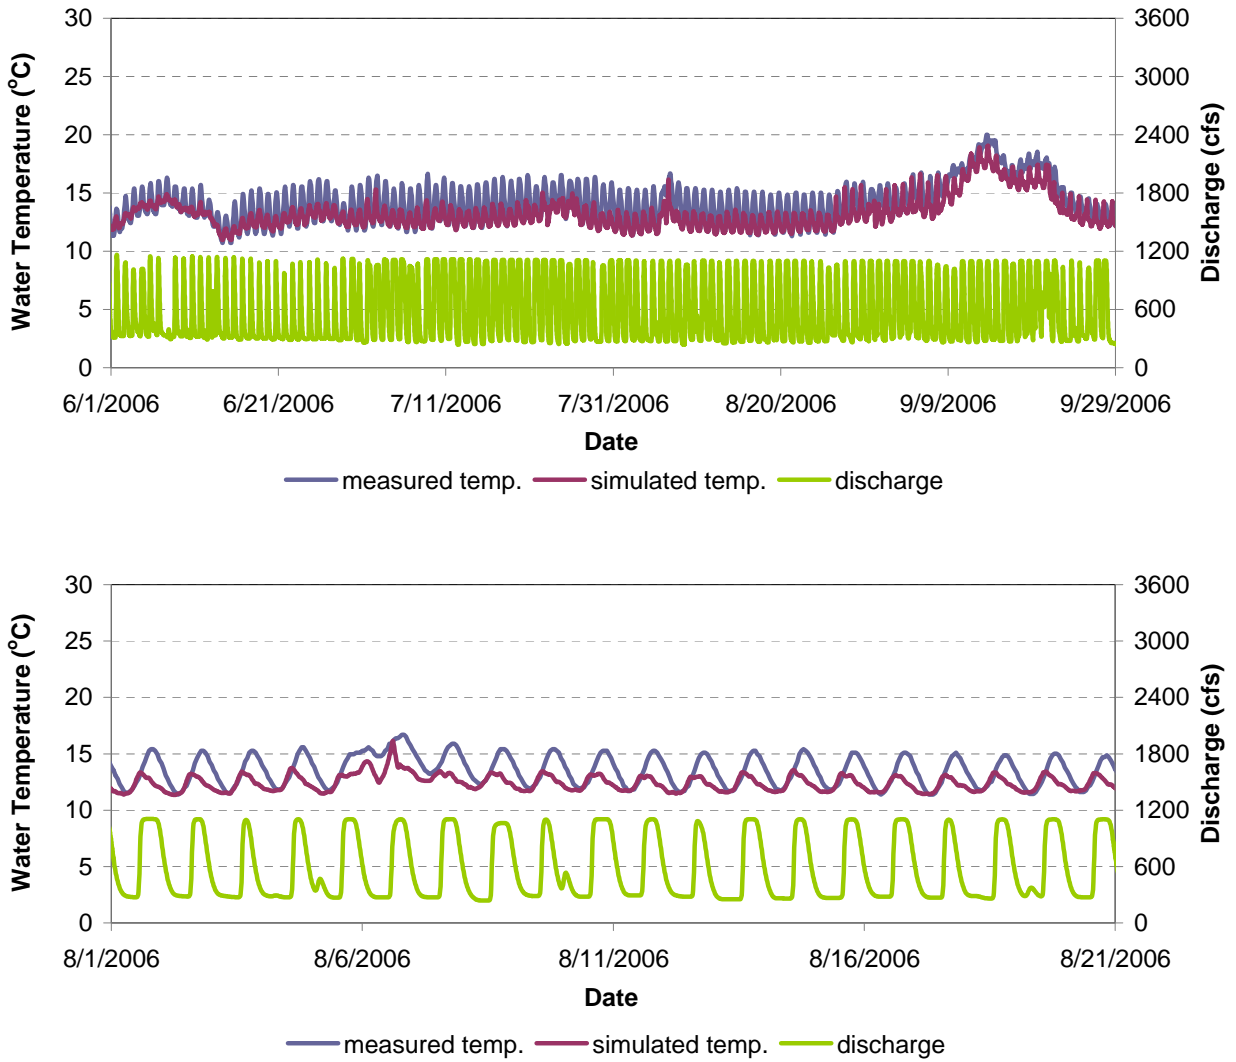 30
25
20
15
10
5
0
Water Temperature (°C)
3600
3000
2400
1800
1200
600
0
Discharge (cfs)
6/1/2006 6/21/2006 7/11/2006 7/31/2006 8/20/2006 9/9/2006 9/29/2006
Date
measured temp. simulated temp. discharge
30
25
20
15
10
5
0
Water Temperature (°C)
3600
3000
2400
1800
1200
600
0
Discharge (cfs)
8/1/2006 8/6/2006 8/11/2006 8/16/2006 8/21/2006
Date
measured temp. simulated temp. discharge